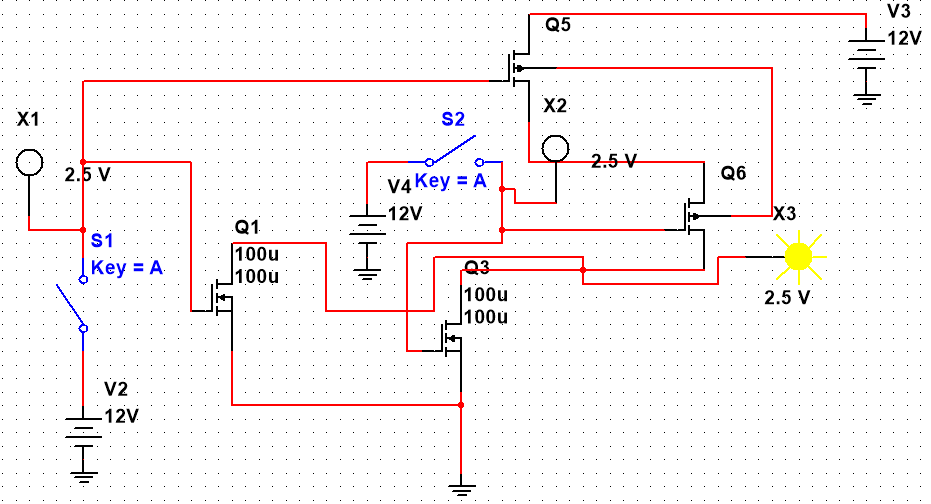 V3
12V
Q5
X2
2.5 V
X1
2.5 V
S2
Key = A
V4
12V
Q6
X3
2.5 V
S1
Key = A
Q1
100u
100u
Q3
100u
100u
V2
12V